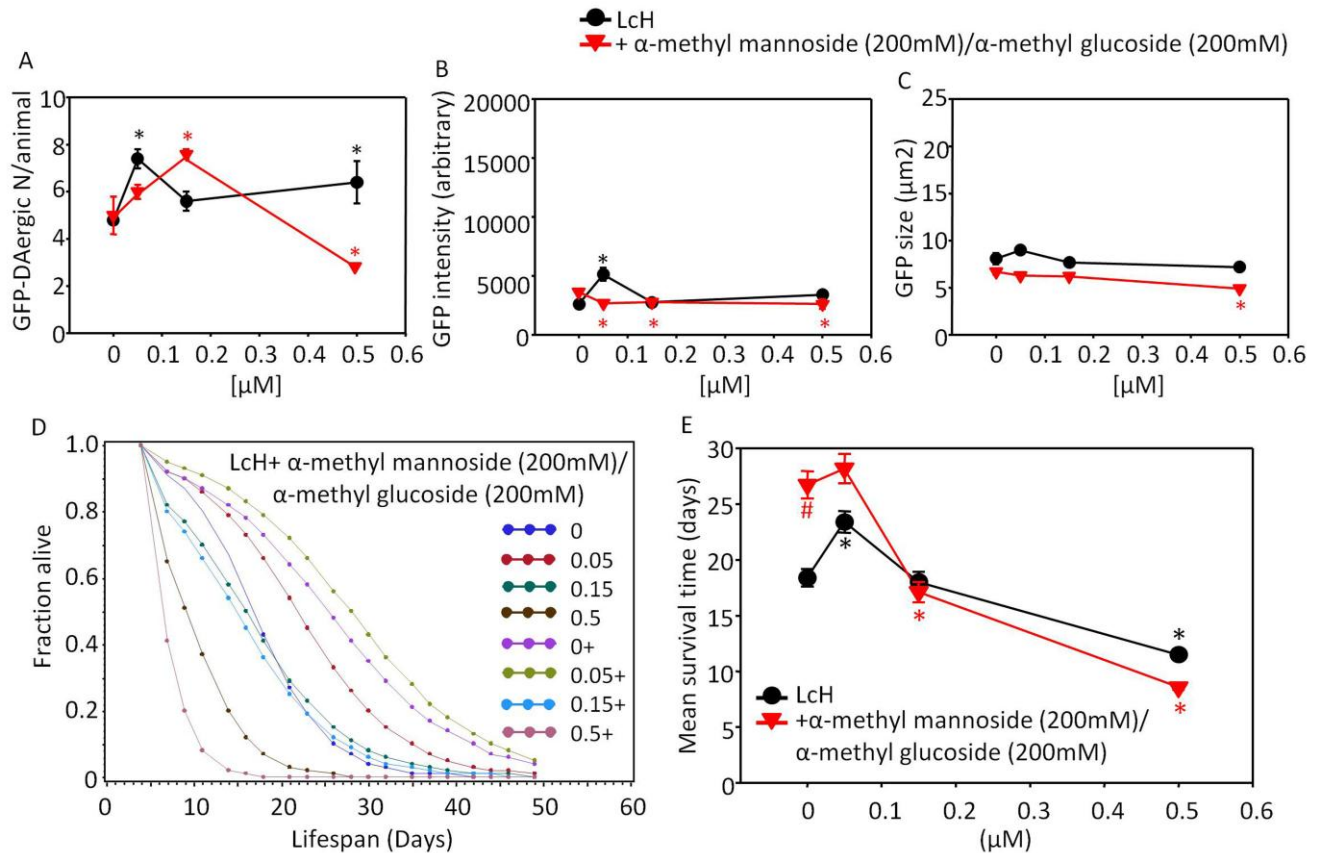 LcH
+ α-methyl mannoside (200mM)/α-methyl glucoside (200mM)
A
10
8
6
4
2
0
GFP-DAergic N/animal
* * * *
0 0.1 0.2 0.3 0.4 0.5 0.6
[µM]
B
20000
15000
10000
5000
0
GFP intensity (arbitrary)
*
* * *
0 0.1 0.2 0.3 0.4 0.5 0.6
[µM]
C
25
20
15
10
5
0
GFP size (µm2)
*
0 0.1 0.2 0.3 0.4 0.5 0.6
[µM]
D
1.0
0.8
0.6
0.4
0.2
0
Fraction alive
LcH+ α-methyl mannoside (200mM)/
α-methyl glucoside (200mM)
0
0.05
0.15
0.5
0+
0.05+
0.15+
0.5+
0 10 20 30 40 50 60
Lifespan (Days)
E
30
25
20
15
10
5
0
Mean survival time (days)
#
*
*
*
*
LcH
+α-methyl mannoside (200mM)/
α-methyl glucoside (200mM)
0 0.1 0.2 0.3 0.4 0.5 0.6
(µM)